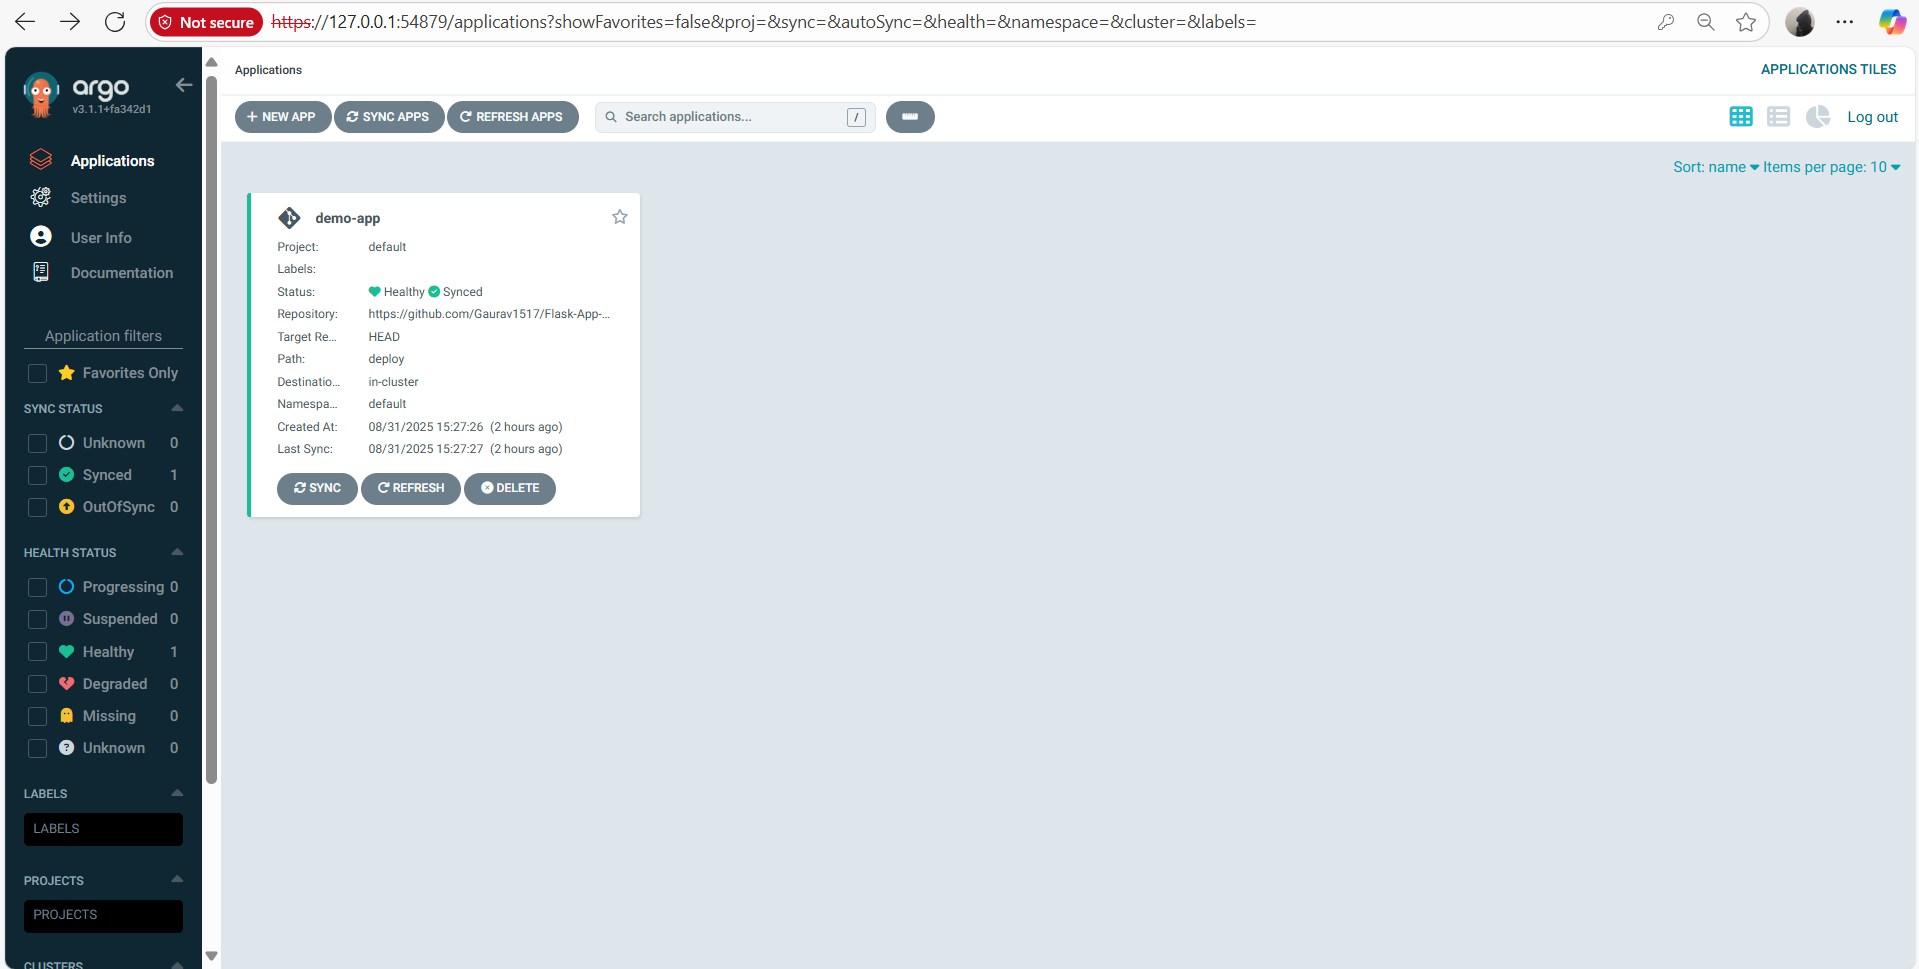 Not secure https://127.0.0.1:54879/applications?showFavorites=false&proj=&sync=&autoSync=&health=&namespace=&cluster=&labels=
argo
v3.1.1+fa342d1
Applications
Settings
User Info
Documentation
Application filters
Favorites Only
SYNC STATUS
Unknown 0
Synced 1
OutOfSync 0
HEALTH STATUS
Progressing 0
Suspended 0
Healthy 1
Degraded 0
Missing 0
Unknown 0
LABELS
LABELS
PROJECTS
PROJECTS
CLUSTERS
Applications
APPLICATIONS TILES
+ NEW APP SYNC APPS REFRESH APPS Search applications... / Log out
Sort: name Items per page: 10
demo-app
Project: default
Labels:
Status: Healthy Synced
Repository: https://github.com/Gaurav1517/Flask-App-...
Target Re... HEAD
Path: deploy
Destinatio... in-cluster
Namespa... default
Created At: 08/31/2025 15:27:26 (2 hours ago)
Last Sync: 08/31/2025 15:27:27 (2 hours ago)
SYNC REFRESH DELETE